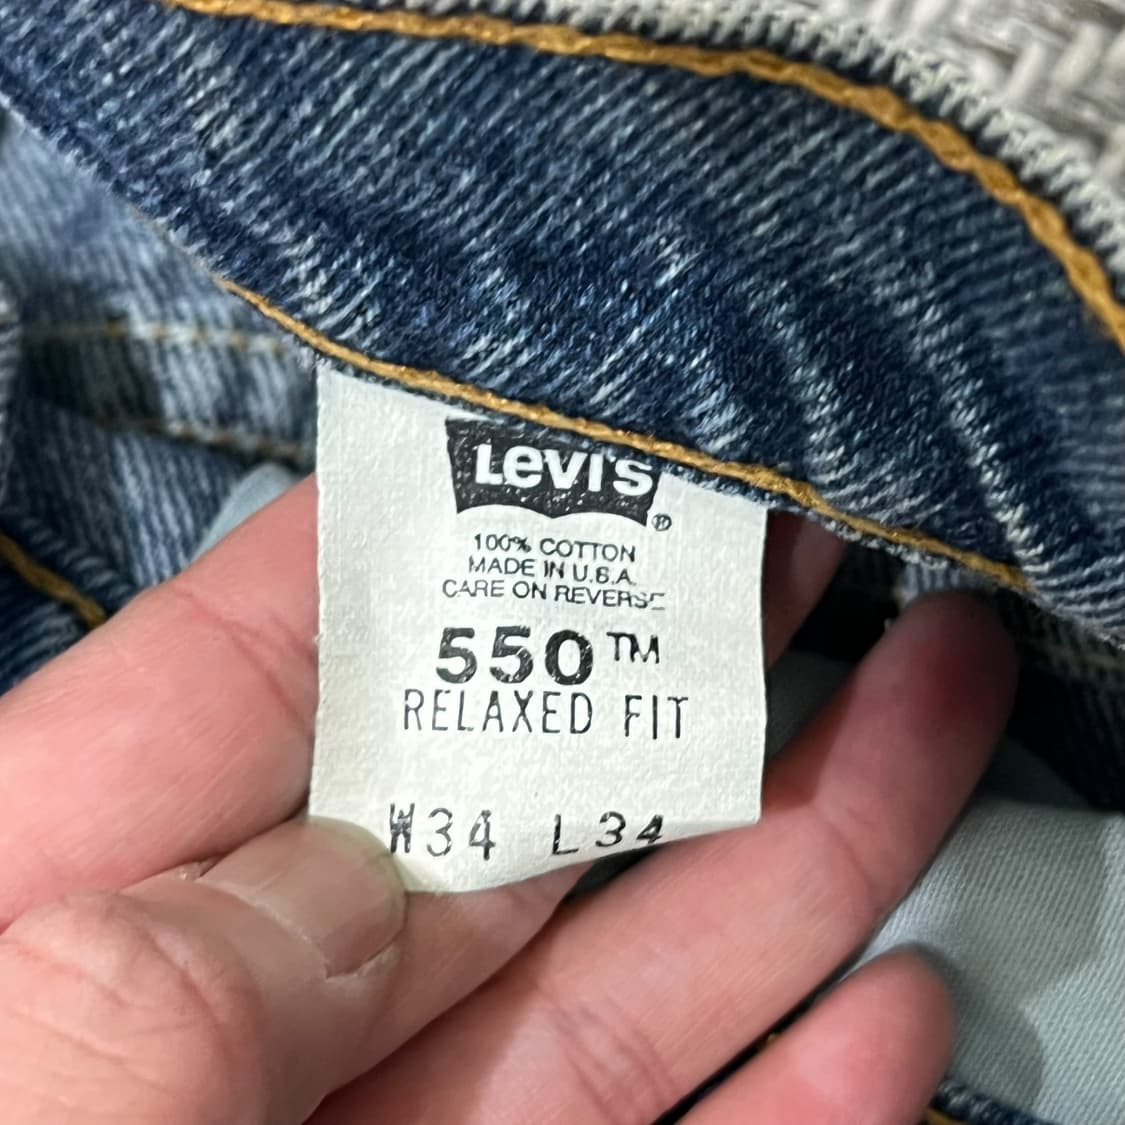 LEVI'S ®
100% COTTON
MADE IN U.S.A.
CARE ON REVERSE
550™
RELAXED FIT
W34 L34